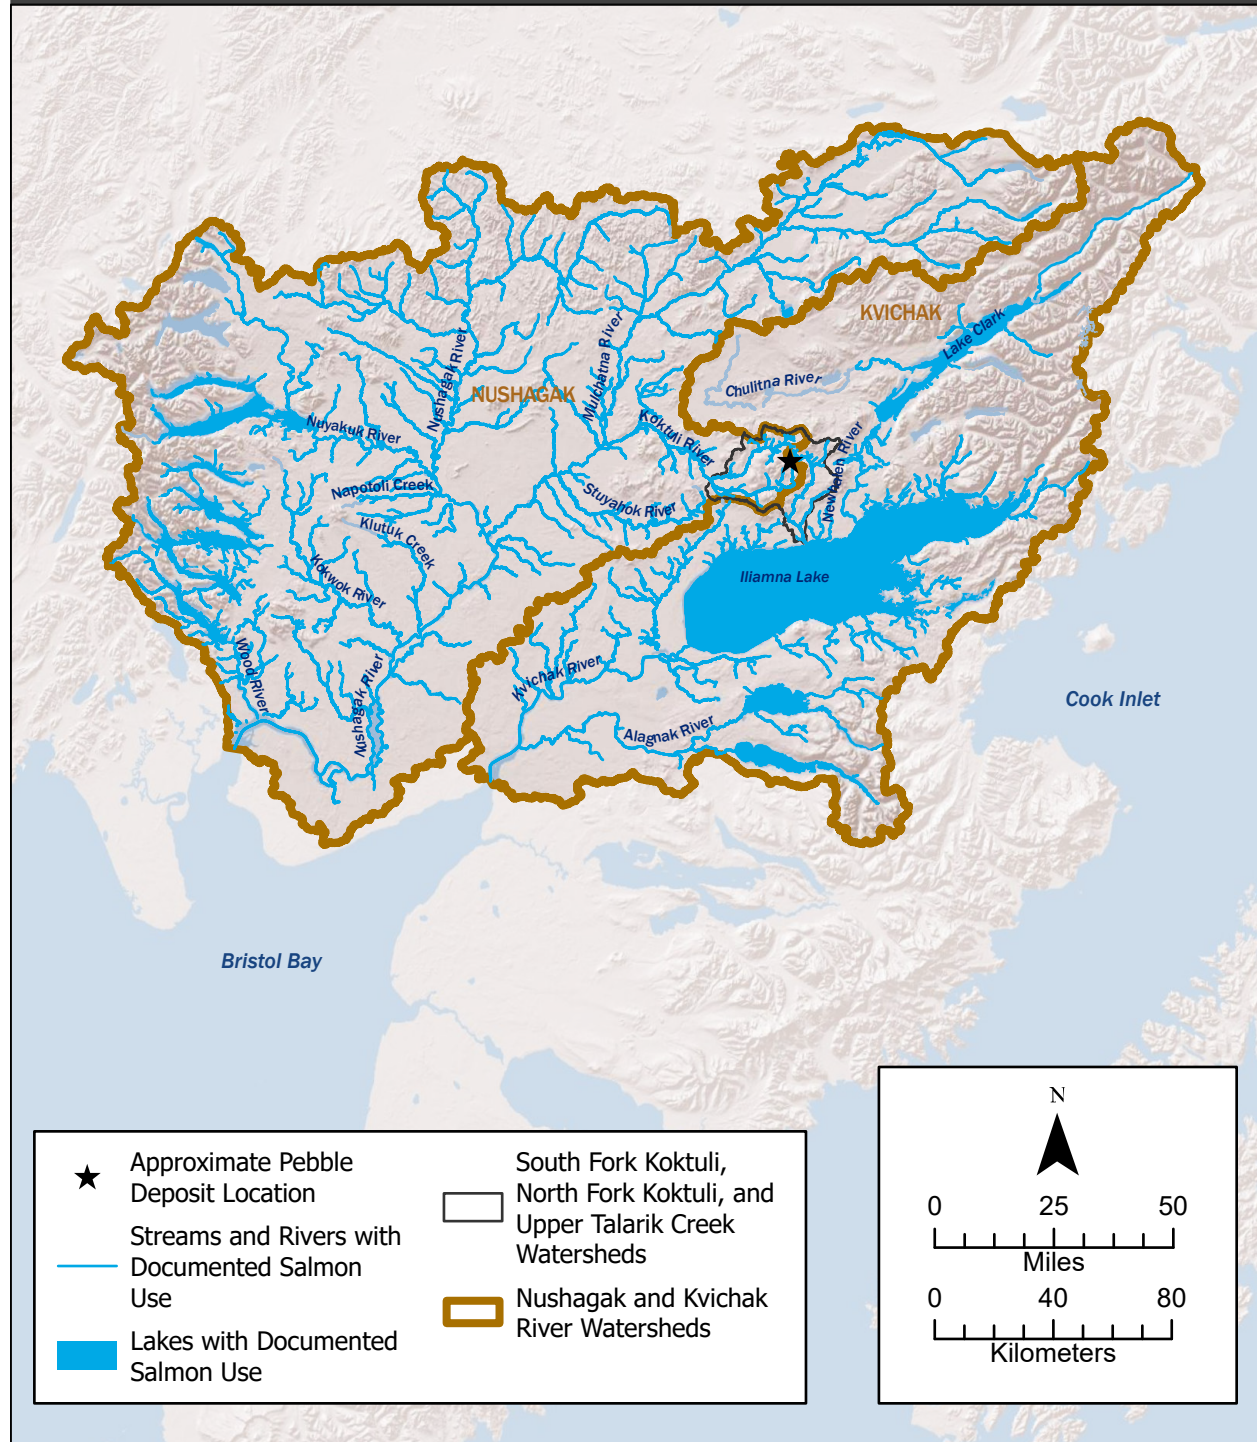 KVICHAK
Lake Clark
Nushagak River
Mulchatna River
Chulitna River
NUSHAGAK
Nuyakuk River
Koktuli River
Newhalen River
Napotoli Creek
Stuyahok River
Klutuk Creek
Kokwok River
Iliamna Lake
Wood River
Nushagak River
Kvichak River
Alagnak River
Cook Inlet
Bristol Bay
Approximate Pebble
Deposit Location
Streams and Rivers with
Documented Salmon
Use
Lakes with Documented
Salmon Use
South Fork Koktuli,
North Fork Koktuli, and
Upper Talarik Creek
Watersheds
Nushagak and Kvichak
River Watersheds
N
0 25 50
Miles
0 40 80
Kilometers